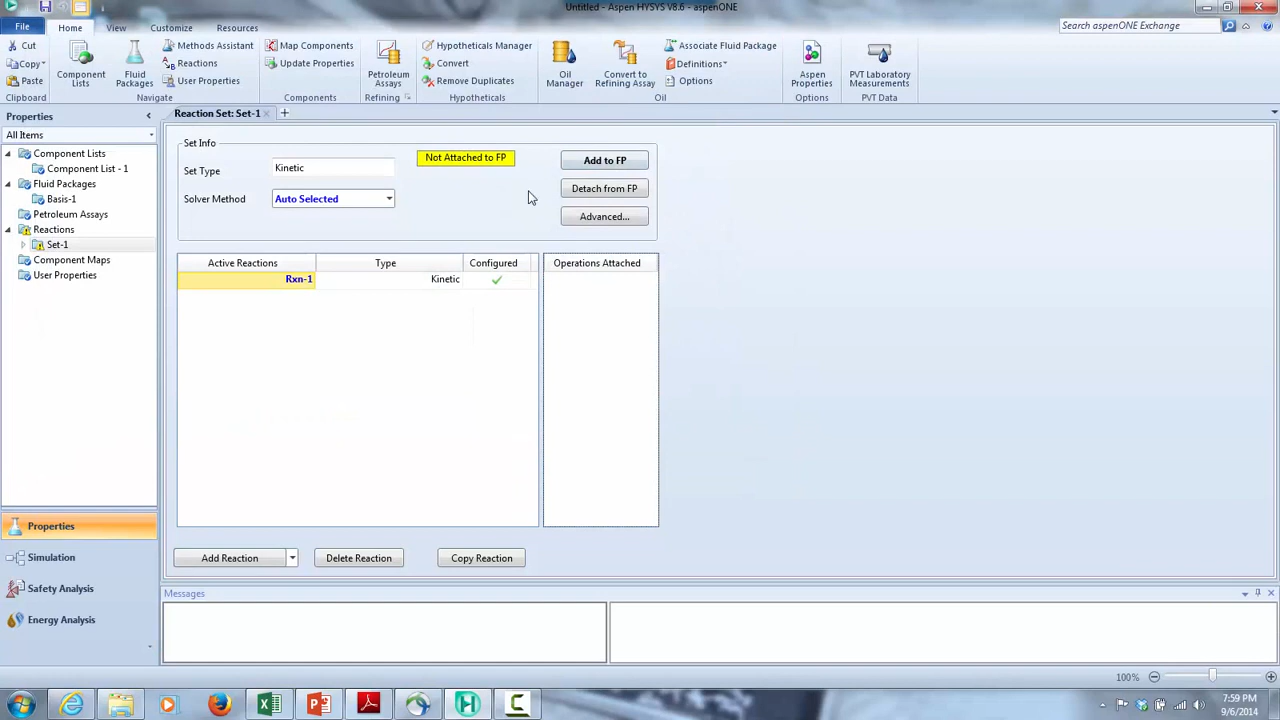 Untitled - Aspen HYSYS V8.6 - aspenONE
File
Home
View
Customize
Resources
Search aspenONE Exchange
Cut
Copy
Paste
Clipboard
Component Lists
Fluid Packages
Methods Assistant
Reactions
User Properties
Navigate
Map Components
Update Properties
Components
Petroleum Assays
Refining
Hypotheticals Manager
Convert
Remove Duplicates
Hypotheticals
Oil Manager
Convert to Refining Assay
Associate Fluid Package
Definitions
Options
Oil
Aspen Properties
Options
PVT Laboratory Measurements
PVT Data
Properties
All Items
Component Lists
Component List - 1
Fluid Packages
Basis-1
Petroleum Assays
Reactions
Set-1
Component Maps
User Properties
Properties
Simulation
Safety Analysis
Energy Analysis
Reaction Set: Set-1
Set Info
Set Type
Kinetic
Not Attached to FP
Add to FP
Solver Method
Auto Selected
Detach from FP
Advanced...
Active Reactions
Type
Configured
Operations Attached
Rxn-1
Kinetic
Add Reaction
Delete Reaction
Copy Reaction
Messages
100%
7:59 PM
9/6/2014